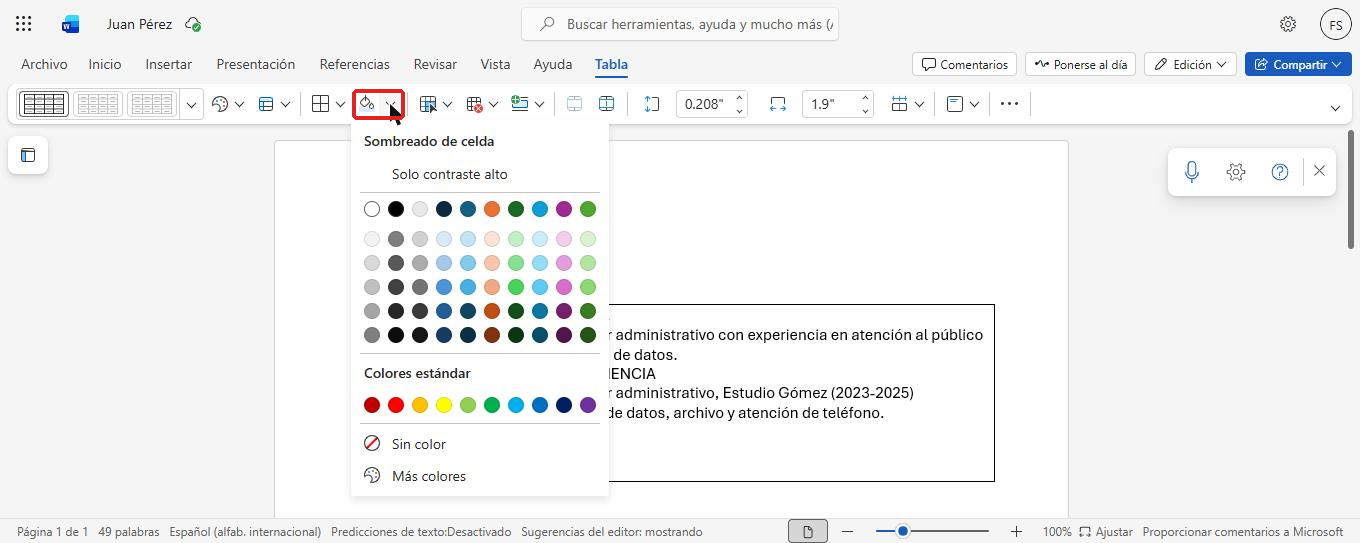 Juan Pérez
Buscar herramientas, ayuda y mucho más (
FS
Archivo Inicio Insertar Presentación Referencias Revisar Vista Ayuda Tabla
Comentarios Ponerse al día Edición Compartir
0.208" 1.9"
Sombreado de celda
Solo contraste alto
administrativo con experiencia en atención al público
de datos.
administrativo, Estudio Gómez (2023-2025)
de datos, archivo y atención de teléfono.
Colores estándar
Sin color
Más colores
Página 1 de 1 49 palabras Español (alfab. internacional) Predicciones de texto:Desactivado Sugerencias del editor: mostrando 100% Ajustar Proporcionar comentarios a Microsoft